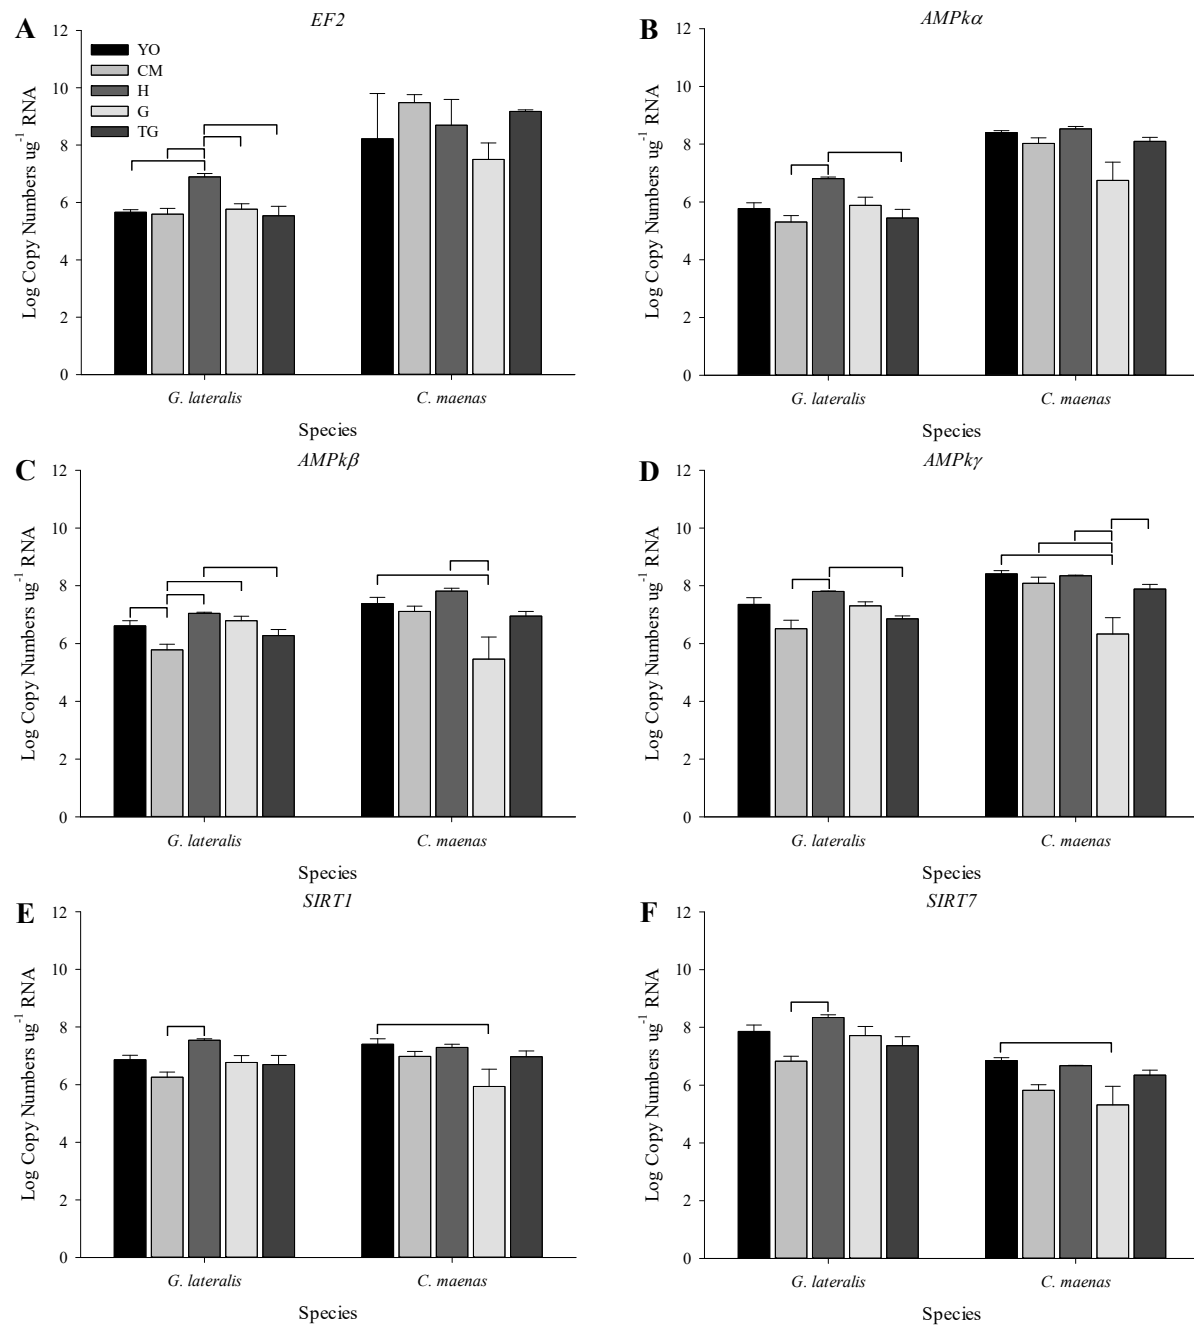 A
EF2
Log Copy Numbers ug⁻¹ RNA
12
10
8
6
4
2
0
YO
CM
H
G
TG
G. lateralis
C. maenas
Species
B
AMPkα
Log Copy Numbers ug⁻¹ RNA
12
10
8
6
4
2
0
G. lateralis
C. maenas
Species
C
AMPkβ
Log Copy Numbers ug⁻¹ RNA
12
10
8
6
4
2
0
G. lateralis
C. maenas
Species
D
AMPkγ
Log Copy Numbers ug⁻¹ RNA
12
10
8
6
4
2
0
G. lateralis
C. maenas
Species
E
SIRT1
Log Copy Numbers ug⁻¹ RNA
12
10
8
6
4
2
0
G. lateralis
C. maenas
Species
F
SIRT7
Log Copy Numbers ug⁻¹ RNA
12
10
8
6
4
2
0
G. lateralis
C. maenas
Species